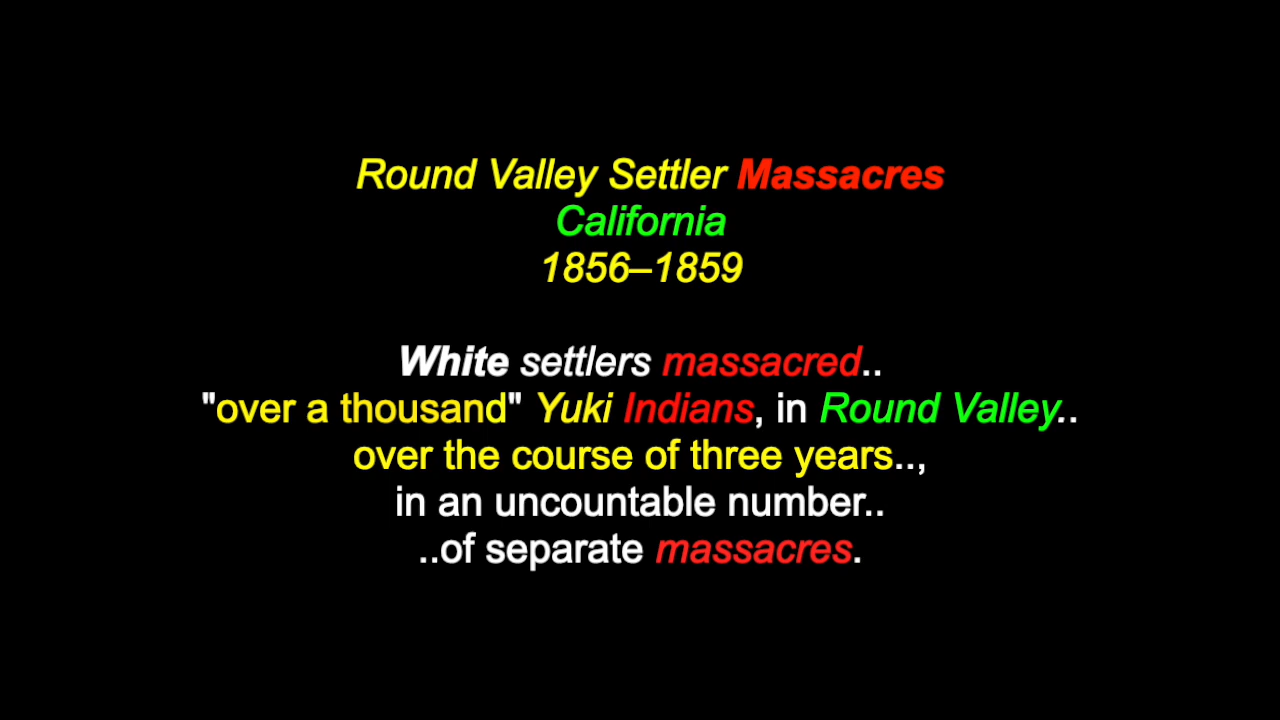 Round Valley Settler Massacres
California
1856–1859
White settlers massacred..
"over a thousand" Yuki Indians, in Round Valley..
over the course of three years..,
in an uncountable number..
..of separate massacres.